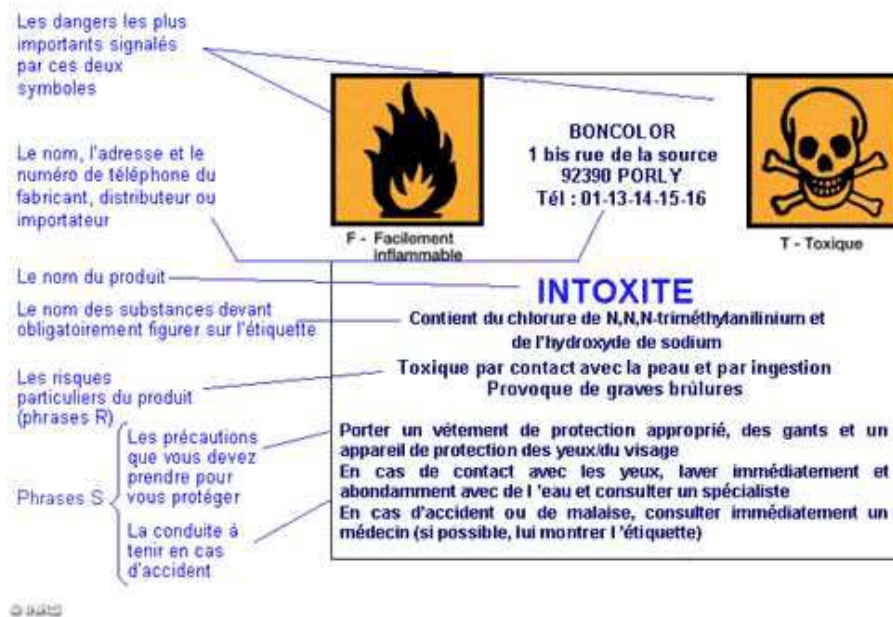 Les dangers les plus
importants signalés
par ces deux
symboles
BONCOLOR
1 bis rue de la source
92390 PORLY
Tél : 01-13-14-15-16
Le nom, l'adresse et le
numéro de téléphone du
fabricant, distributeur ou
importateur
F - Facilement
inflammable
T - Toxique
Le nom du produit
INTOXITE
Le nom des substances devant
obligatoirement figurer sur l'étiquette
Contient du chlorure de N,N,N-triméthylanilinium et
de l'hydroxyde de sodium
Les risques
particuliers du produit
(phrases R)
Toxique par contact avec la peau et par ingestion
Provoque de graves brûlures
Phrases S
Les précautions
que vous devez
prendre pour
vous protéger
Porter un vêtement de protection approprié, des gants et un
appareil de protection des yeux/du visage
En cas de contact avec les yeux, laver immédiatement et
abondamment avec de l 'eau et consulter un spécialiste
En cas d'accident ou de malaise, consulter immédiatement un
médecin (si possible, lui montrer l 'étiquette)
La conduite à
tenir en cas
d'accident
© INRS